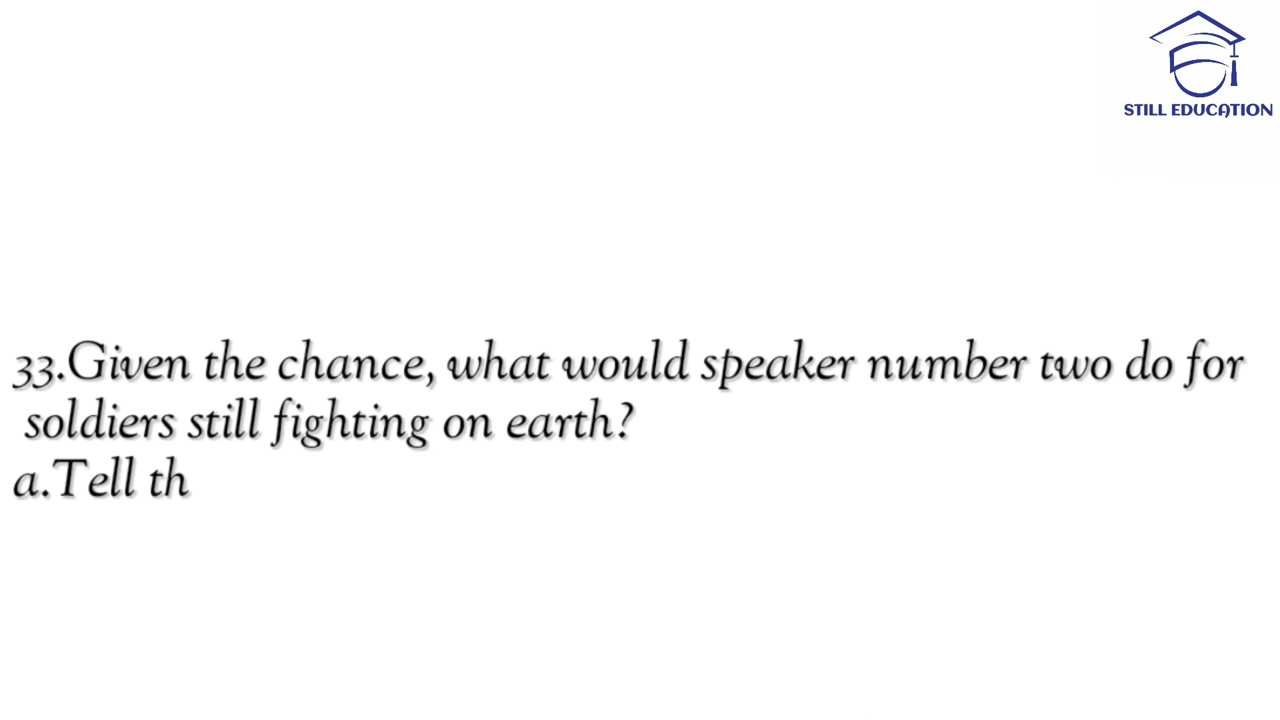 STILL EDUCATION
33.Given the chance, what would speaker number two do for
soldiers still fighting on earth?
a.Tell th